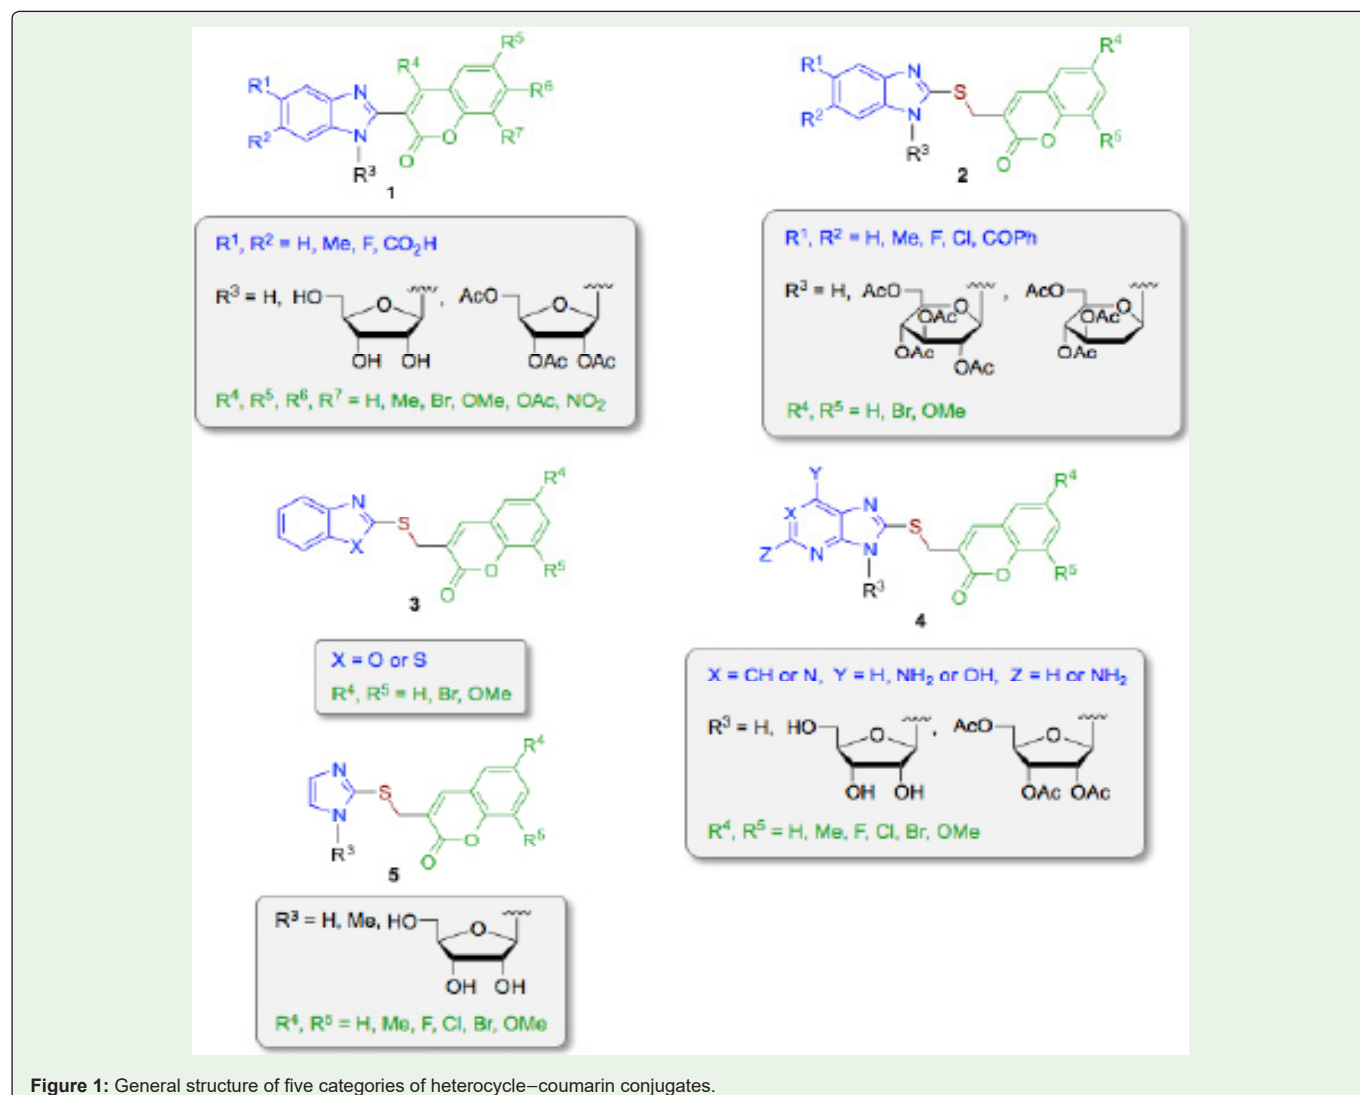 R⁵
R⁴
R¹
N
R⁶
R²
N
O
R⁷
O
R³
1
R⁴
R¹
N
S
R²
N
O
R⁵
R³
O
2
R¹, R² = H, Me, F, CO₂H
R³ = H, HO O , AcO O
OH OH OAc OAc
R⁴, R⁵, R⁶, R⁷ = H, Me, Br, OMe, OAc, NO₂
R¹, R² = H, Me, F, Cl, COPh
R³ = H, AcO O , AcO O
OAc OAc
OAc OAc
OAc
R⁴, R⁵ = H, Br, OMe
R⁴
N
S
X
O
R⁵
O
3
Y
R⁴
X
N
S
Z
N
N
O
R⁵
R³
O
4
X = O or S
R⁴, R⁵ = H, Br, OMe
X = CH or N, Y = H, NH₂ or OH, Z = H or NH₂
R³ = H, HO O , AcO O
OH OH OAc OAc
R⁴, R⁵ = H, Me, F, Cl, Br, OMe
R⁴
N
S
N
O
R⁵
R³
O
5
R³ = H, Me, HO O
OH OH
R⁴, R⁵ = H, Me, F, Cl, Br, OMe
Figure 1: General structure of five categories of heterocycle–coumarin conjugates.